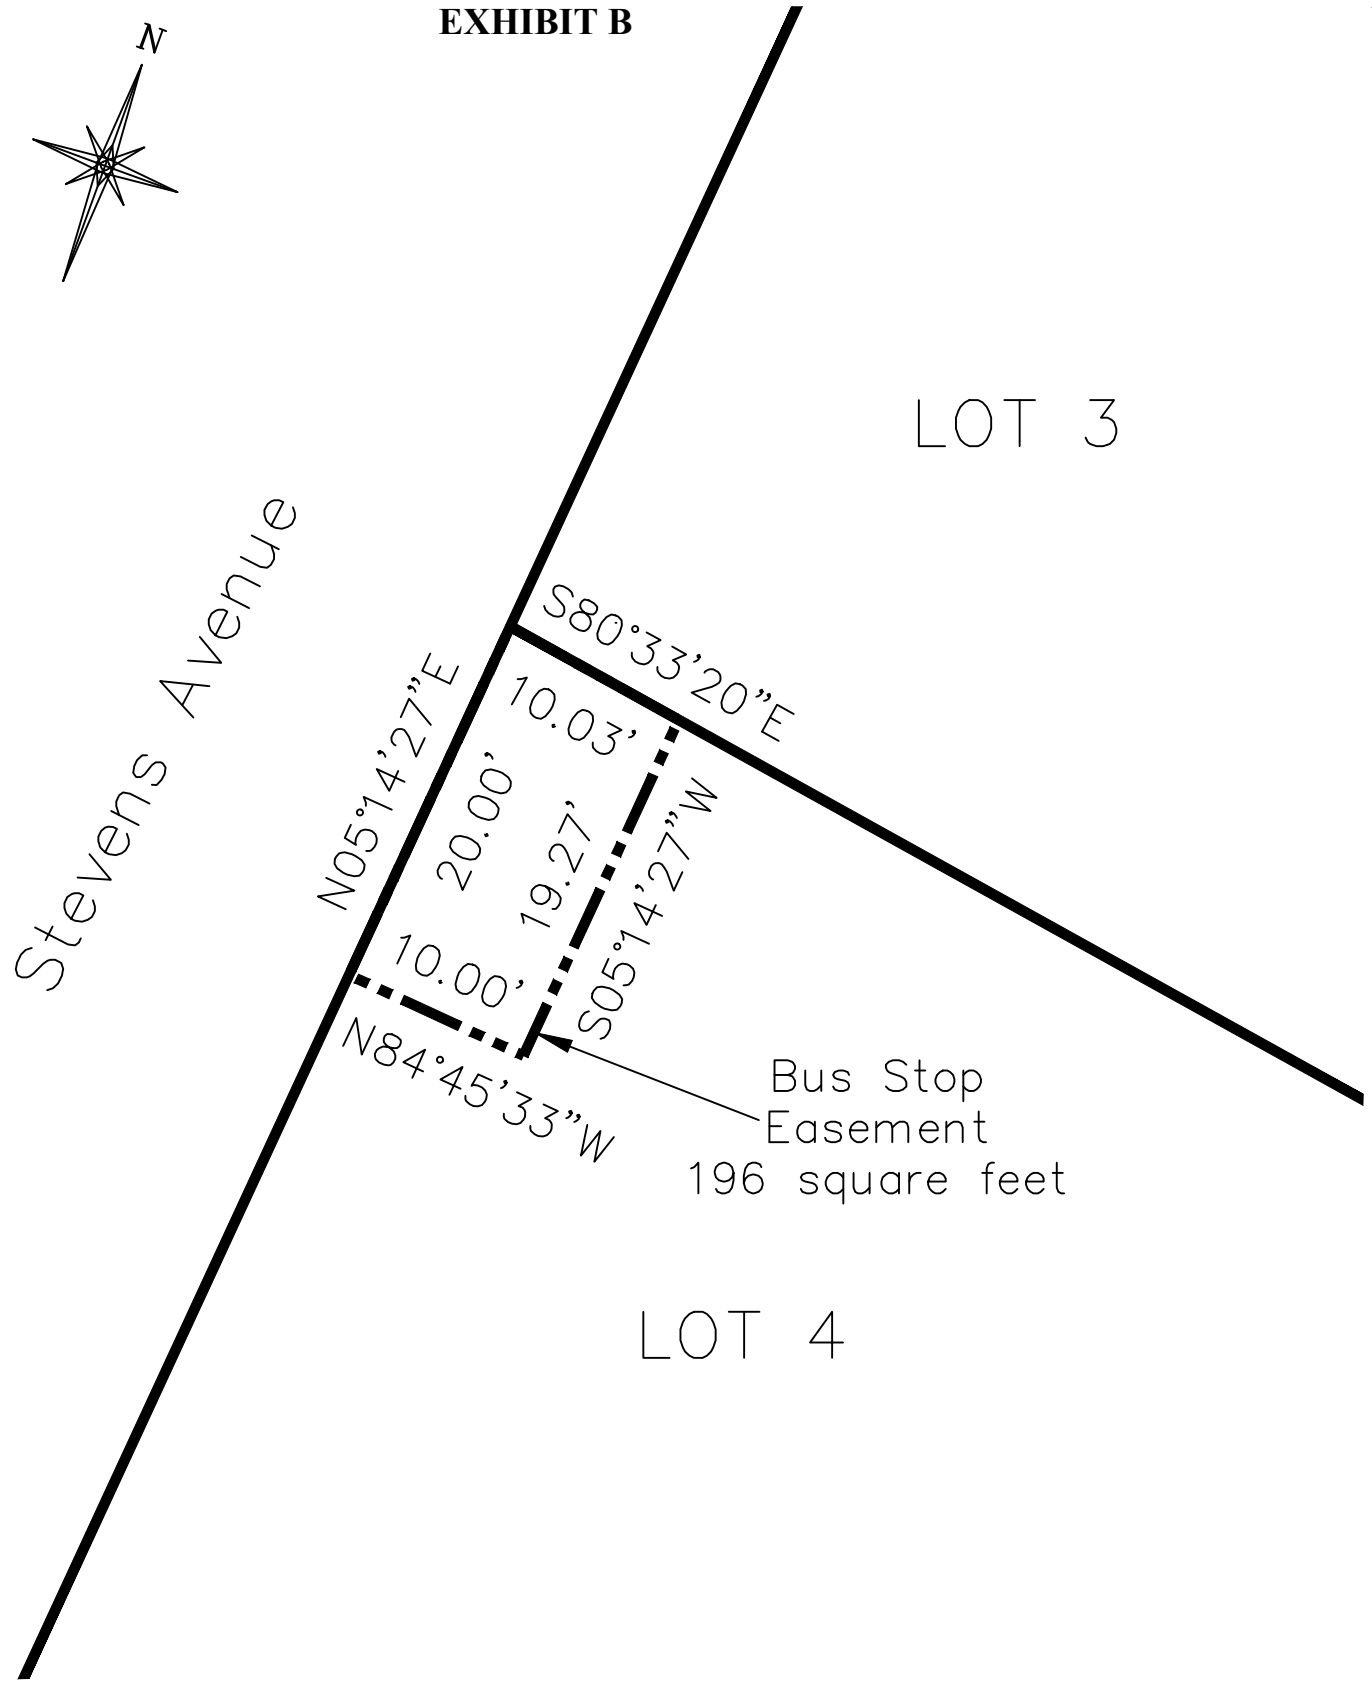 EXHIBIT B
N
LOT 3
Stevens Avenue
S80°33'20"E
10.03'
N05°14'27"E
20.00'
19.27'
S05°14'27"W
10.00'
N84°45'33"W
Bus Stop
Easement
196 square feet
LOT 4